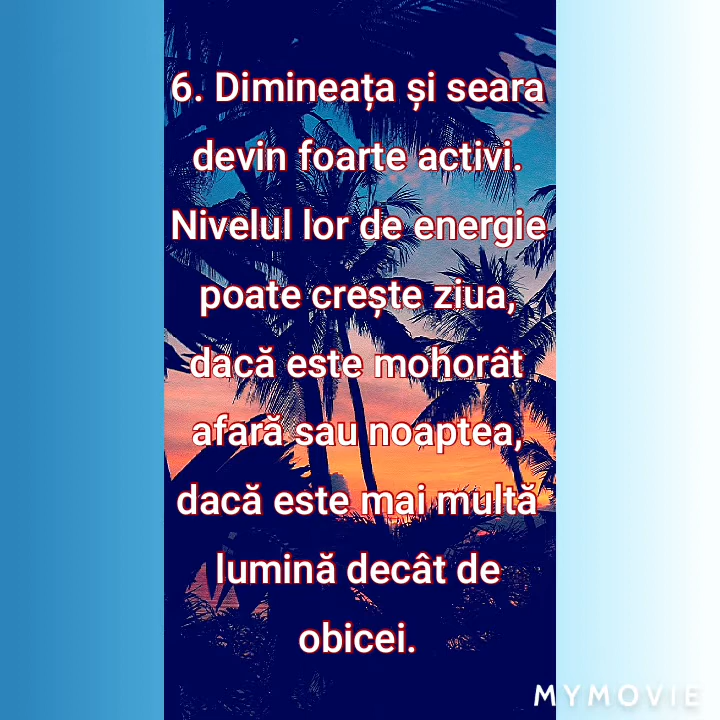 6. Dimineața și seara
devin foarte activi.
Nivelul lor de energie
poate crește ziua,
dacă este mohorât
afară sau noaptea,
dacă este mai multă
lumină decât de
obicei.
MYMOVIE